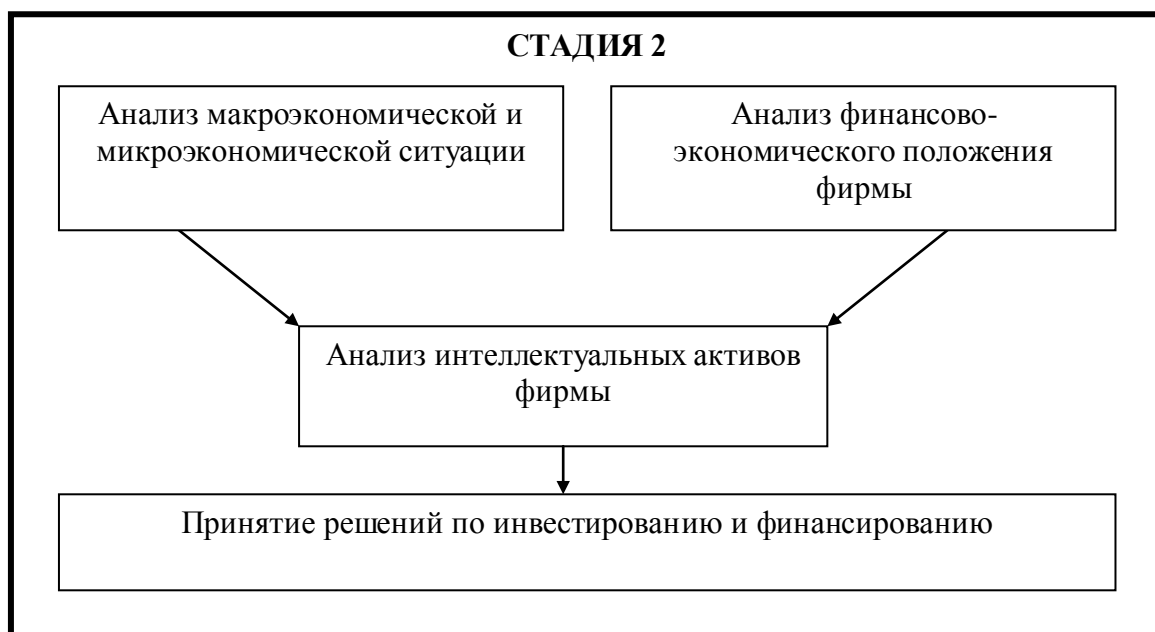 СТАДИЯ 2
Анализ макроэкономической и
микроэкономической ситуации
Анализ финансово-
экономического положения
фирмы
Анализ интеллектуальных активов
фирмы
Принятие решений по инвестированию и финансированию